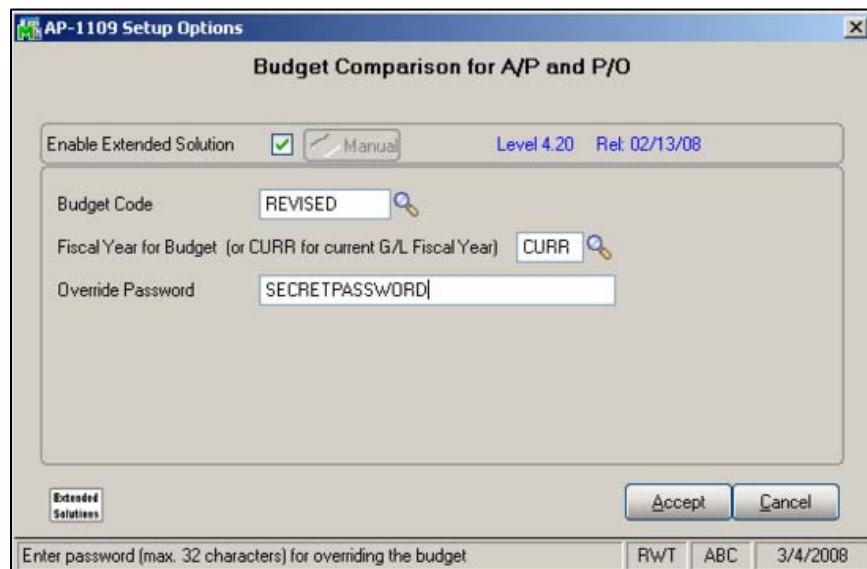 AP-1109 Setup Options
Budget Comparison for A/P and P/O
Enable Extended Solution Manual Level 4.20 Rel: 02/13/08
Budget Code REVISED
Fiscal Year for Budget (or CURR for current G/L Fiscal Year) CURR
Override Password SECRETPASSWORD
Extended
Solutions
Accept Cancel
Enter password (max. 32 characters) for overriding the budget RWT ABC 3/4/2008